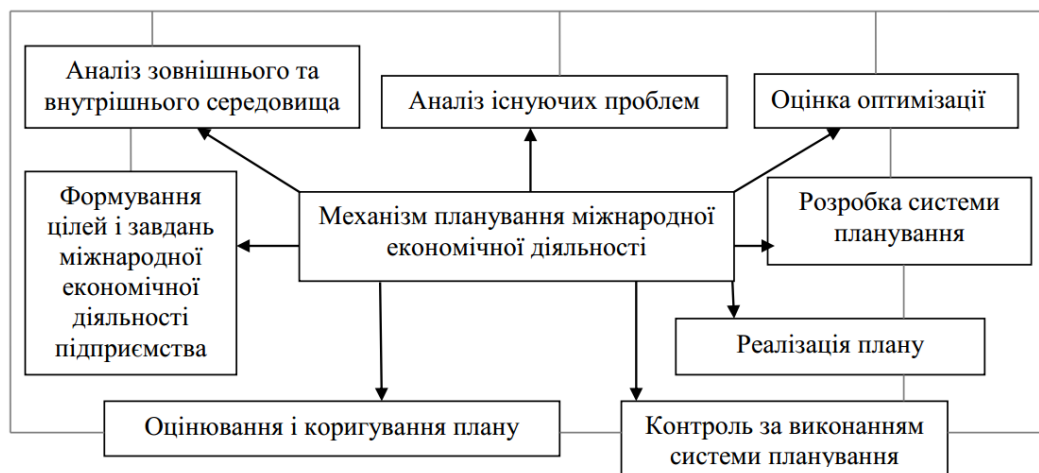 Аналіз зовнішнього та
внутрішнього середовища
Аналіз існуючих проблем
Оцінка оптимізації
Формування
цілей і завдань
міжнародної
економічної
діяльності
підприємства
Механізм планування міжнародної
економічної діяльності
Розробка системи
планування
Реалізація плану
Оцінювання і коригування плану
Контроль за виконанням
системи планування